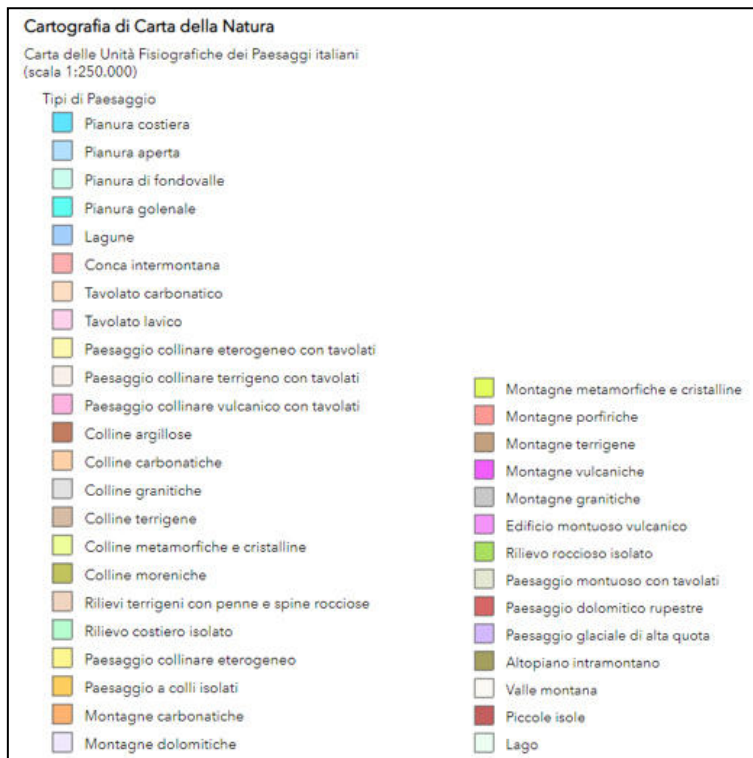 Cartografia di Carta della Natura
Carta delle Unità Fisiografiche dei Paesaggi italiani
(scala 1:250.000)
Tipi di Paesaggio
Pianura costiera
Pianura aperta
Pianura di fondovalle
Pianura golenale
Lagune
Conca intermontana
Tavolato carbonatico
Tavolato lavico
Paesaggio collinare eterogeneo con tavolati
Paesaggio collinare terrigeno con tavolati
Paesaggio collinare vulcanico con tavolati
Colline argillose
Colline carbonatiche
Colline granitiche
Colline terrigene
Colline metamorfiche e cristalline
Colline moreniche
Rilievi terrigeni con penne e spine rocciose
Rilievo costiero isolato
Paesaggio collinare eterogeneo
Paesaggio a colli isolati
Montagne carbonatiche
Montagne dolomitiche
Montagne metamorfiche e cristalline
Montagne porfiriche
Montagne terrigene
Montagne vulcaniche
Montagne granitiche
Edificio montuoso vulcanico
Rilievo roccioso isolato
Paesaggio montuoso con tavolati
Paesaggio dolomitico rupestre
Paesaggio glaciale di alta quota
Altopiano intramontano
Valle montana
Piccole isole
Lago